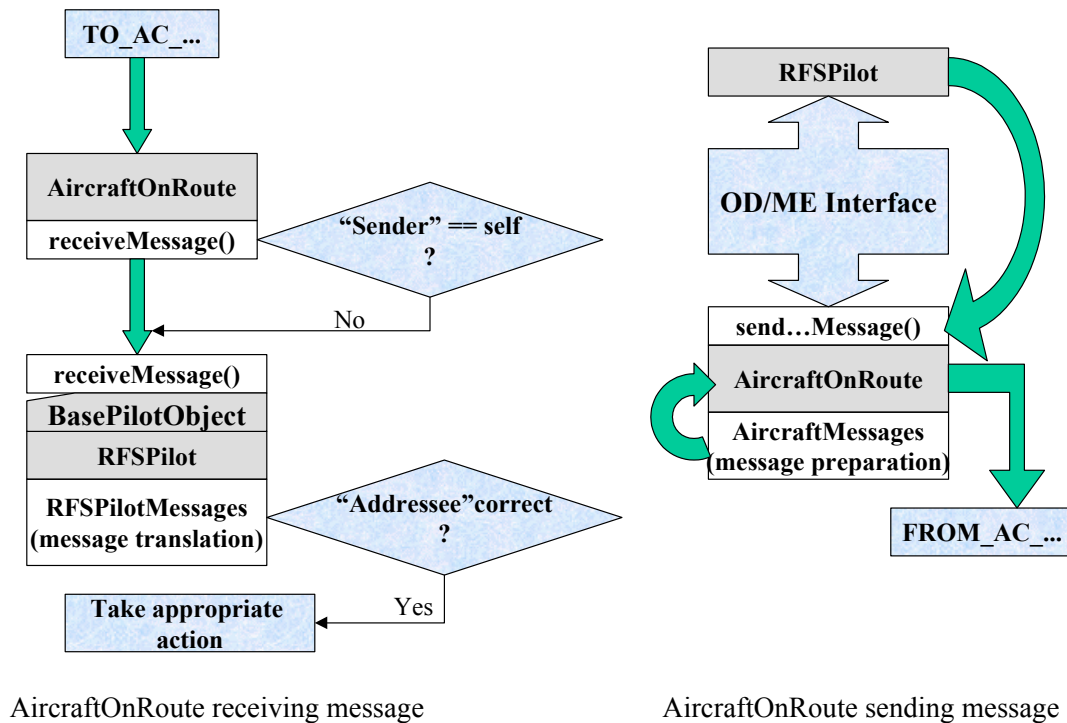 TO_AC_...
AircraftOnRoute
receiveMessage()
“Sender” == self
?
No
receiveMessage()
BasePilotObject
RFSPilot
RFSPilotMessages
(message translation)
“Addressee”correct
?
Yes
Take appropriate
action
AircraftOnRoute receiving message
RFSPilot
OD/ME Interface
send…Message()
AircraftOnRoute
AircraftMessages
(message preparation)
FROM_AC_...
AircraftOnRoute sending message